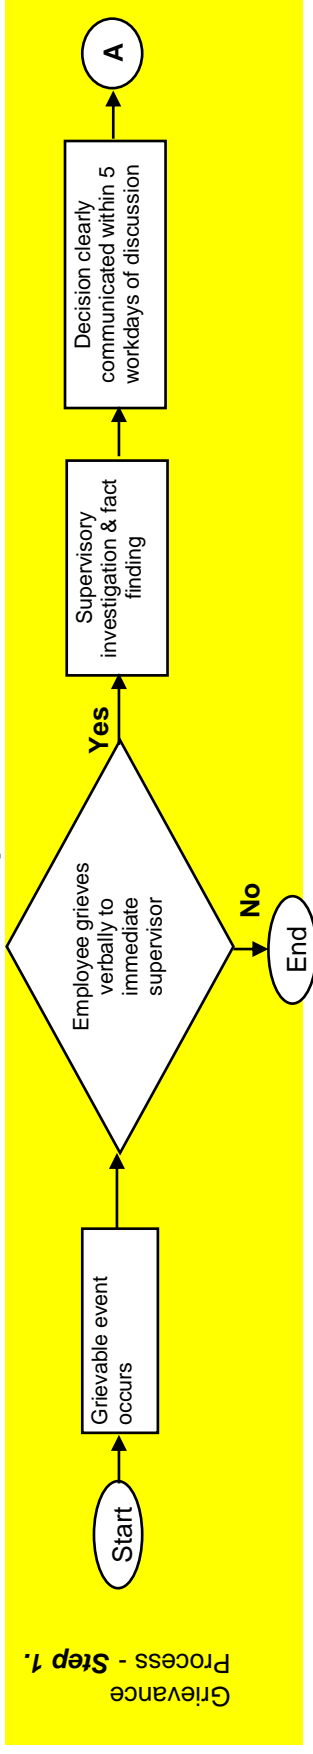 Grievance
Process - Step 1.
Start
Grievable event
occurs
Employee grieves
verbally to
immediate
supervisor
Yes
No
End
Supervisory
investigation & fact
finding
Decision clearly
communicated within 5
workdays of discussion
A